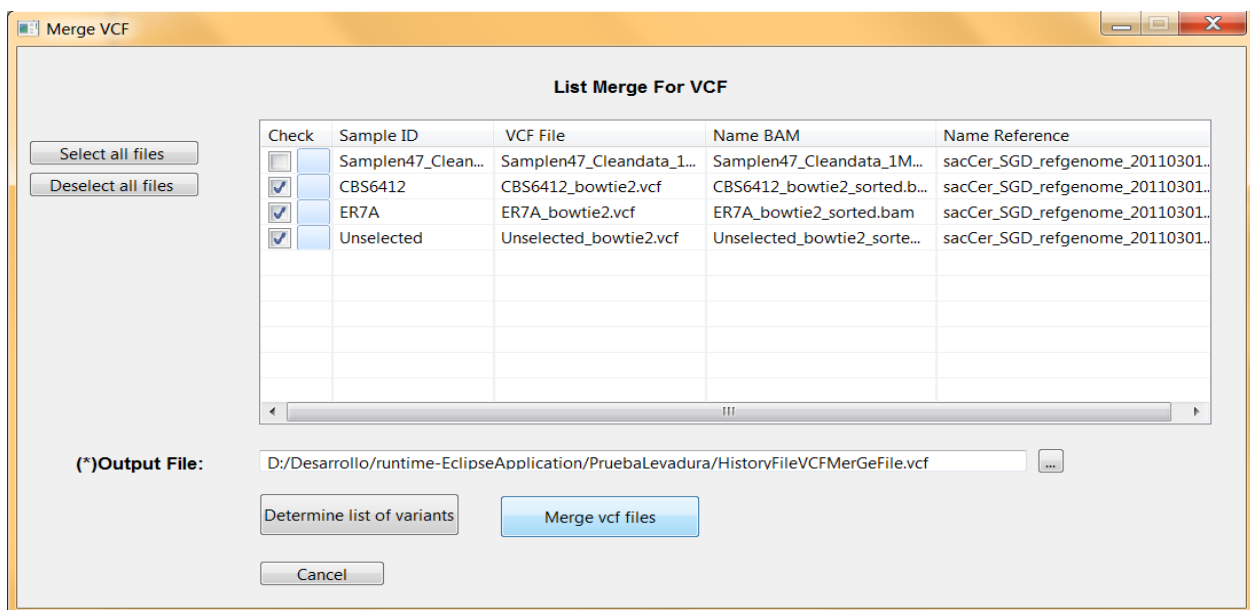 Merge VCF
List Merge For VCF
Select all files
Deselect all files
Check Sample ID VCF File Name BAM Name Reference
Samplen47_Clean... Samplen47_Cleandata_1... Samplen47_Cleandata_1M... sacCer_SGD_refgenome_20110301..
CBS6412 CBS6412_bowtie2.vcf CBS6412_bowtie2_sorted.b... sacCer_SGD_refgenome_20110301..
ER7A ER7A_bowtie2.vcf ER7A_bowtie2_sorted.bam sacCer_SGD_refgenome_20110301..
Unselected Unselected_bowtie2.vcf Unselected_bowtie2_sorte... sacCer_SGD_refgenome_20110301..
(*)Output File: D:/Desarrollo/runtime-EclipseApplication/PruebaLevadura/HistoryFileVCFMerGeFile.vcf ...
Determine list of variants Merge vcf files
Cancel